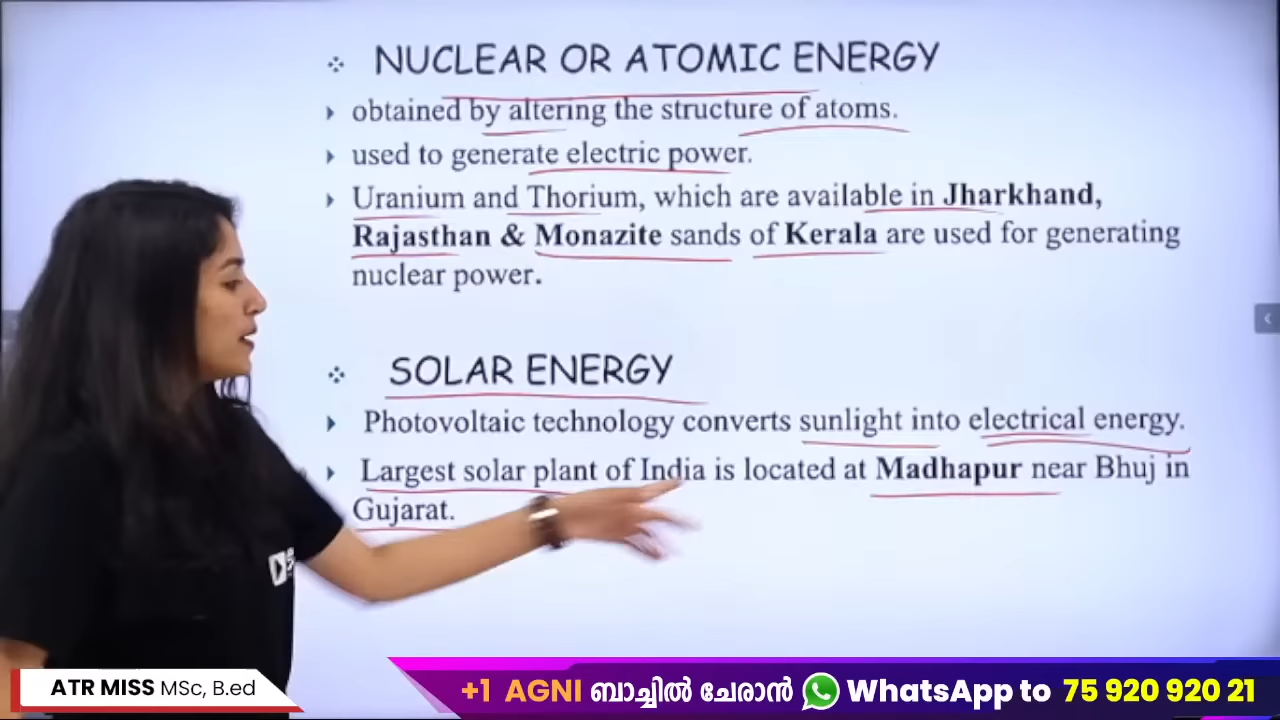 NUCLEAR OR ATOMIC ENERGY
obtained by altering the structure of atoms.
used to generate electric power.
Uranium and Thorium, which are available in Jharkhand,
Rajasthan & Monazite sands of Kerala are used for generating
nuclear power.
SOLAR ENERGY
Photovoltaic technology converts sunlight into electrical energy.
Largest solar plant of India is located at Madhapur near Bhuj in
Gujarat.
ATR MISS MSc, B.ed
+1 AGNI ബാച്ചിൽ ചേരാൻ WhatsApp to 75 920 920 21